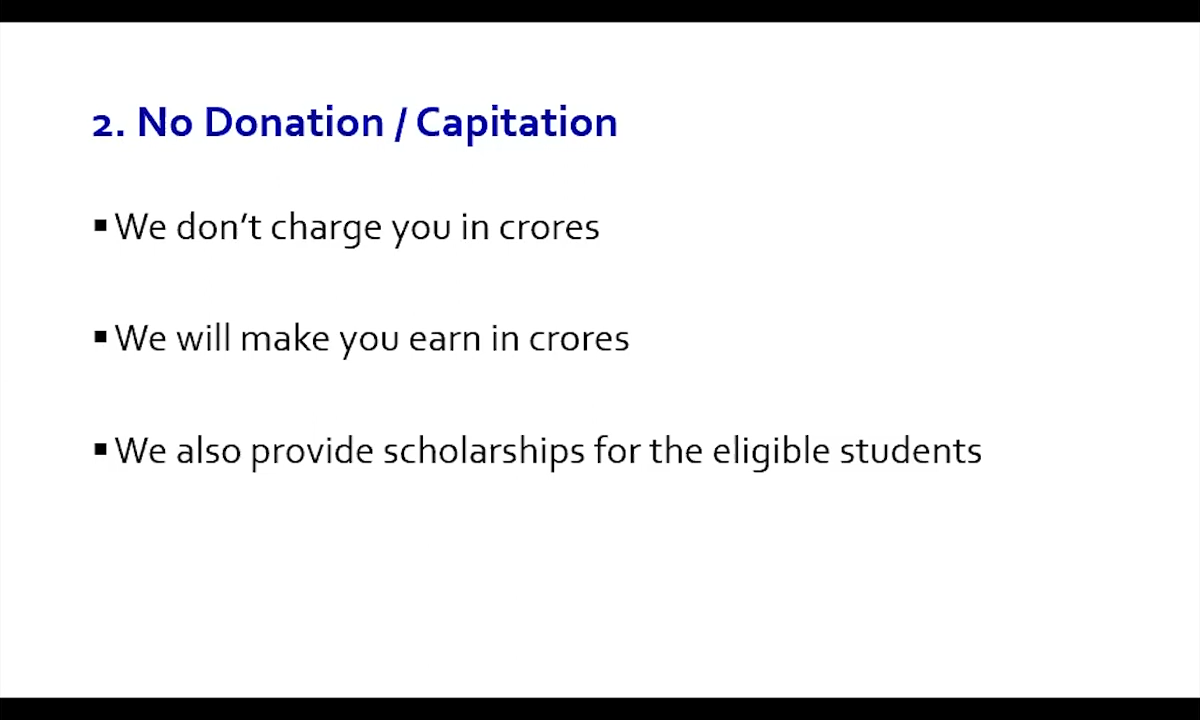 2. No Donation / Capitation
▪ We don’t charge you in crores
▪ We will make you earn in crores
▪ We also provide scholarships for the eligible students